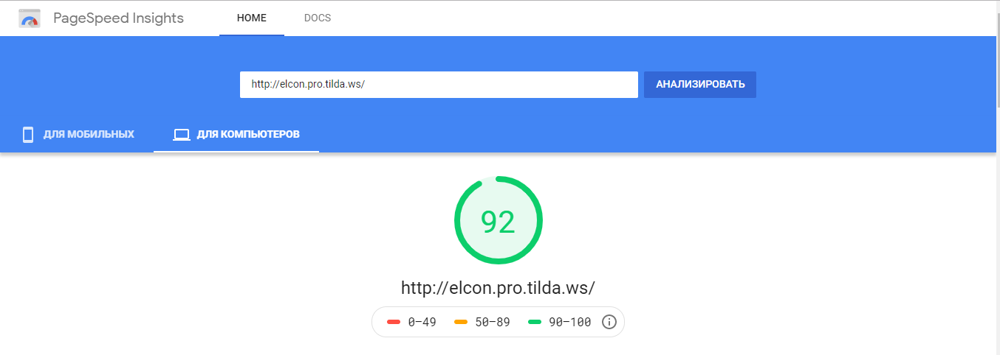 PageSpeed Insights HOME DOCS
http://elcon.pro.tilda.ws/ АНАЛИЗИРОВАТЬ
ДЛЯ МОБИЛЬНЫХ ДЛЯ КОМПЬЮТЕРОВ
92
http://elcon.pro.tilda.ws/
0–49 50–89 90–100